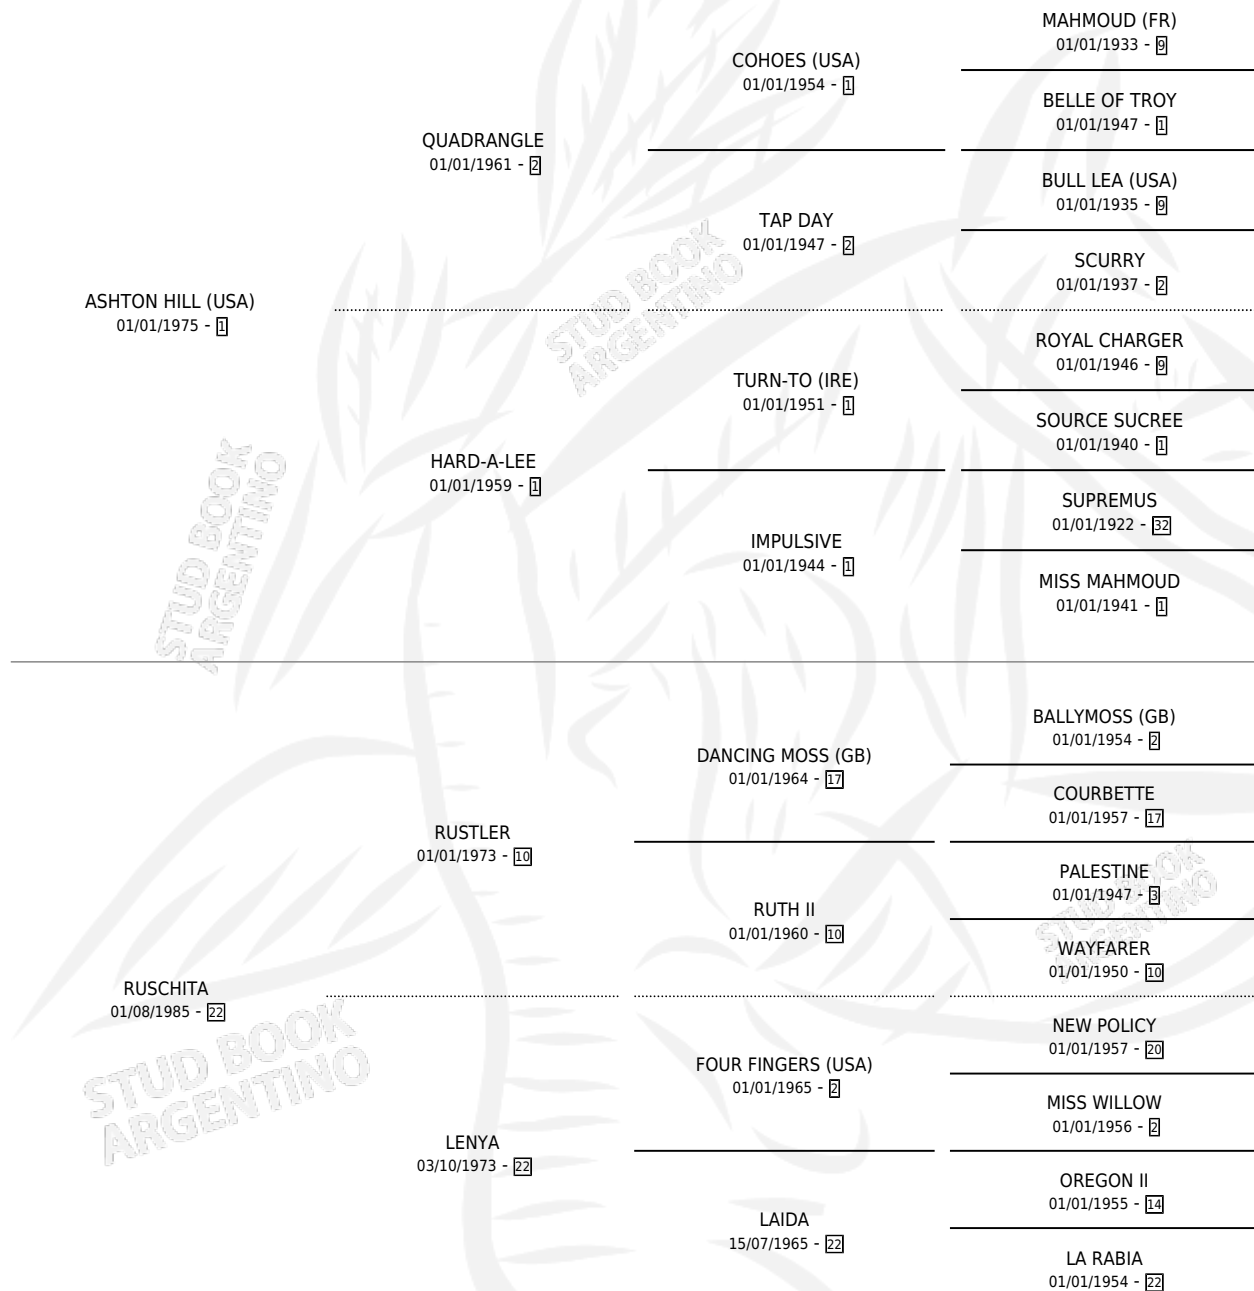 MAHMOUD (FR)
01/01/1933 - 9
COHOES (USA)
01/01/1954 - 1
BELLE OF TROY
01/01/1947 - 1
QUADRANGLE
01/01/1961 - 2
BULL LEA (USA)
01/01/1935 - 9
TAP DAY
01/01/1947 - 2
SCURRY
01/01/1937 - 2
ASHTON HILL (USA)
01/01/1975 - 1
ROYAL CHARGER
01/01/1946 - 9
TURN-TO (IRE)
01/01/1951 - 1
SOURCE SUCREE
01/01/1940 - 1
HARD-A-LEE
01/01/1959 - 1
SUPREMUS
01/01/1922 - 32
IMPULSIVE
01/01/1944 - 1
MISS MAHMOUD
01/01/1941 - 1
BALLYMOSS (GB)
01/01/1954 - 2
DANCING MOSS (GB)
01/01/1964 - 17
COURBETTE
01/01/1957 - 17
RUSTLER
01/01/1973 - 10
PALESTINE
01/01/1947 - 3
RUTH II
01/01/1960 - 10
WAYFARER
01/01/1950 - 10
RUSCHITA
01/08/1985 - 22
NEW POLICY
01/01/1957 - 20
FOUR FINGERS (USA)
01/01/1965 - 2
MISS WILLOW
01/01/1956 - 2
LENYA
03/10/1973 - 22
OREGON II
01/01/1955 - 14
LAIDA
15/07/1965 - 22
LA RABIA
01/01/1954 - 22
STUD BOOK
ARGENTINO
STUD BOOK
ARGENTINO
STUD BOOK
ARGENTINO
STUD BOOK
ARGENTINO